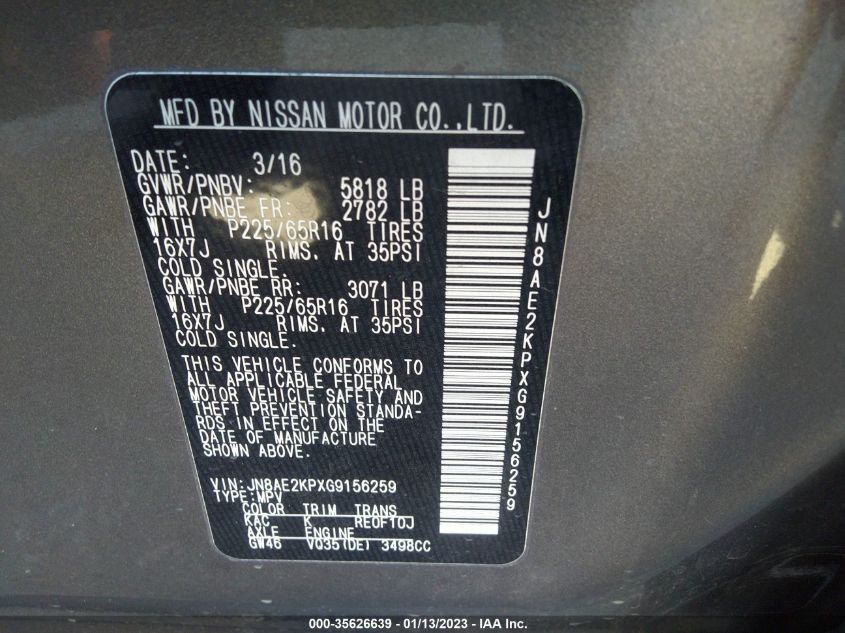 MFD BY NISSAN MOTOR CO.,LTD.
DATE: 3/16
GVWR/PNBV: 5818 LB
GAWR/PNBE FR: 2782 LB
WITH P225/65R16 TIRES
16X7J RIMS. AT 35PSI
COLD SINGLE.
GAWR/PNBE RR: 3071 LB
WITH P225/65R16 TIRES
16X7J RIMS. AT 35PSI
COLD SINGLE.
THIS VEHICLE CONFORMS TO
ALL APPLICABLE FEDERAL
MOTOR VEHICLE SAFETY AND
THEFT PREVENTION STANDA-
RDS IN EFFECT ON THE
DATE OF MANUFACTURE
SHOWN ABOVE.
VIN:JN8AE2KPXG9156259
TYPE:MPV
COLOR TRIM TRANS
KAC K RE0F10J
AXLE ENGINE
GW46 VQ35(DE) 3498CC
JN8AE2KPXG9156259
000-35626639 - 01/13/2023 - IAA Inc.